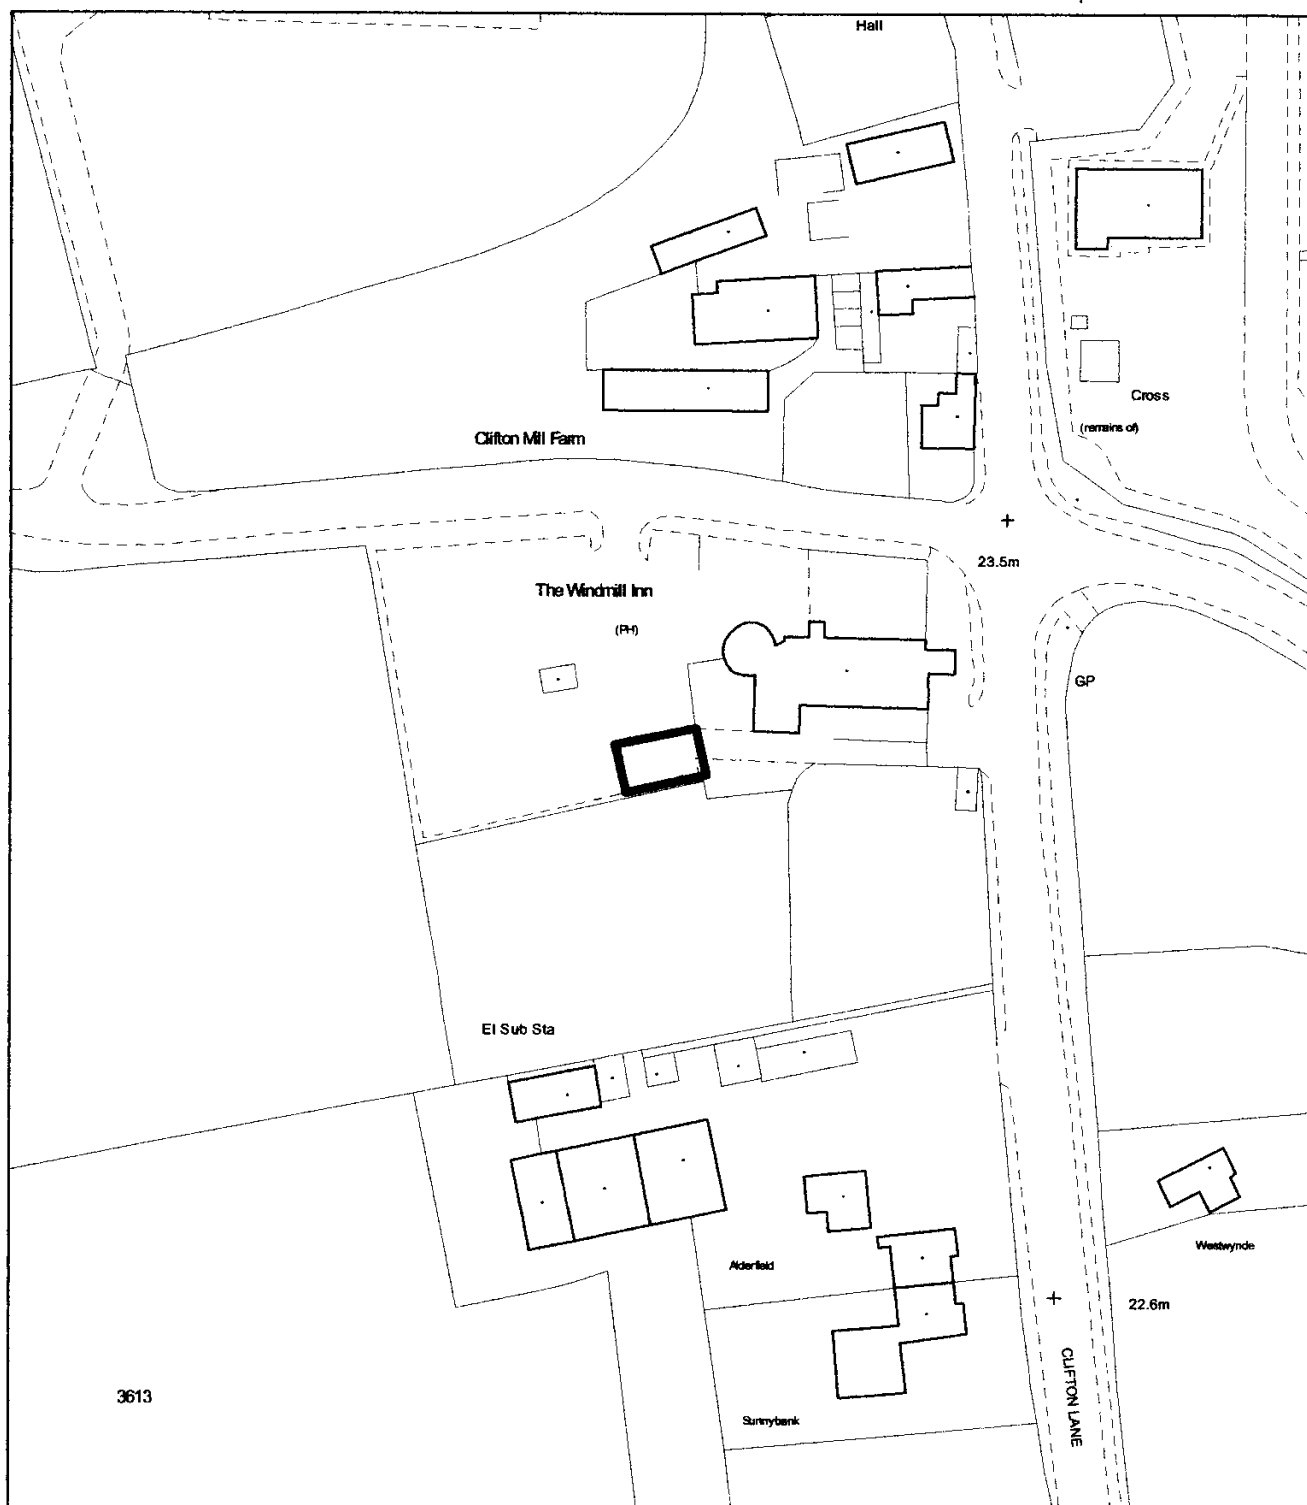 Hall
Cross
(remains of)
Clifton Mill Farm
23.5m
The Windmill Inn
(PH)
GP
El Sub Sta
Westwynde
Alderfield
22.6m
CLIFTON LANE
3613
Sunnybank